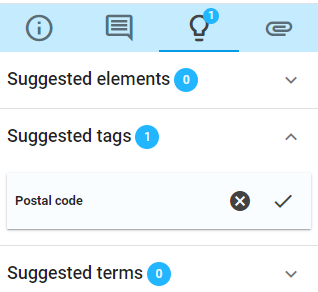 1
Suggested elements 0
Suggested tags 1
Postal code
Suggested terms 0